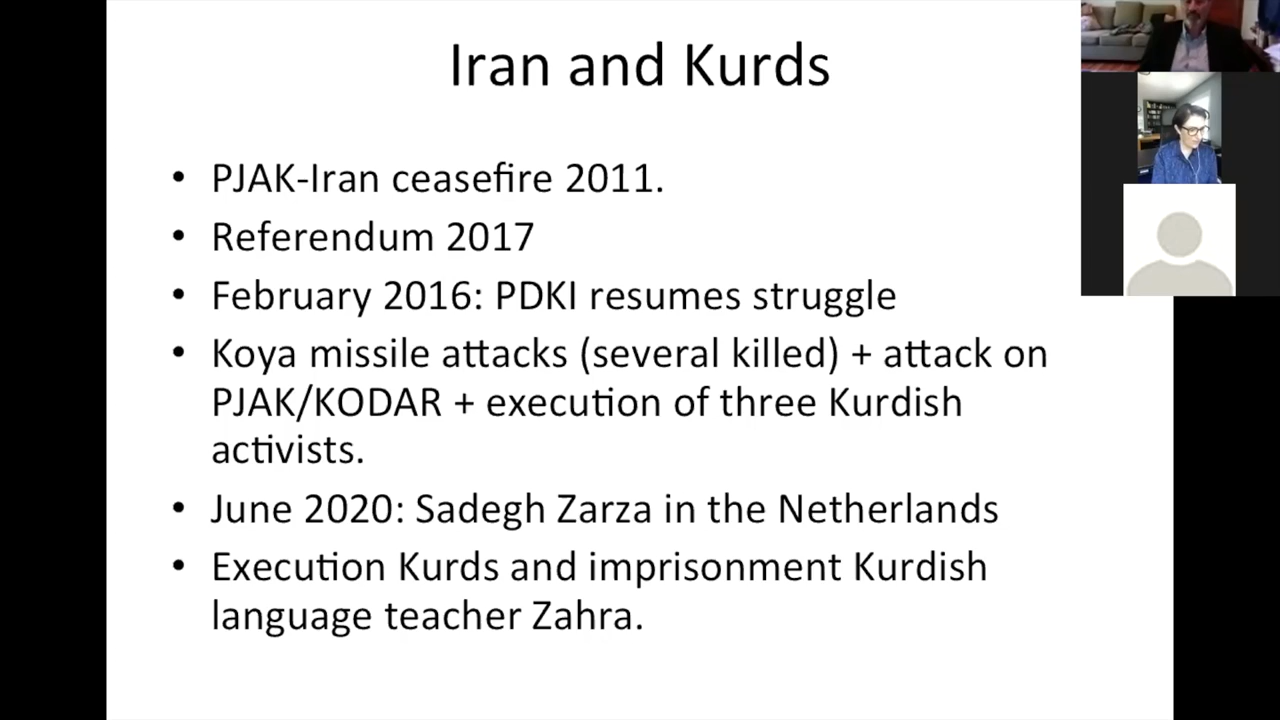 Iran and Kurds
• PJAK-Iran ceasefire 2011.
• Referendum 2017
• February 2016: PDKI resumes struggle
• Koya missile attacks (several killed) + attack on
PJAK/KODAR + execution of three Kurdish
activists.
• June 2020: Sadegh Zarza in the Netherlands
• Execution Kurds and imprisonment Kurdish
language teacher Zahra.